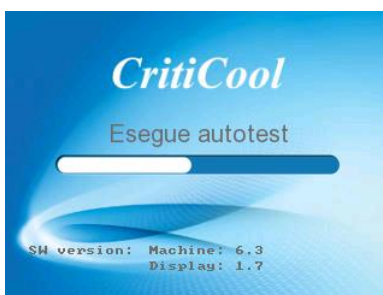 CritiCool
Esegue autotest
SW version: Machine: 6.3
Display: 1.7